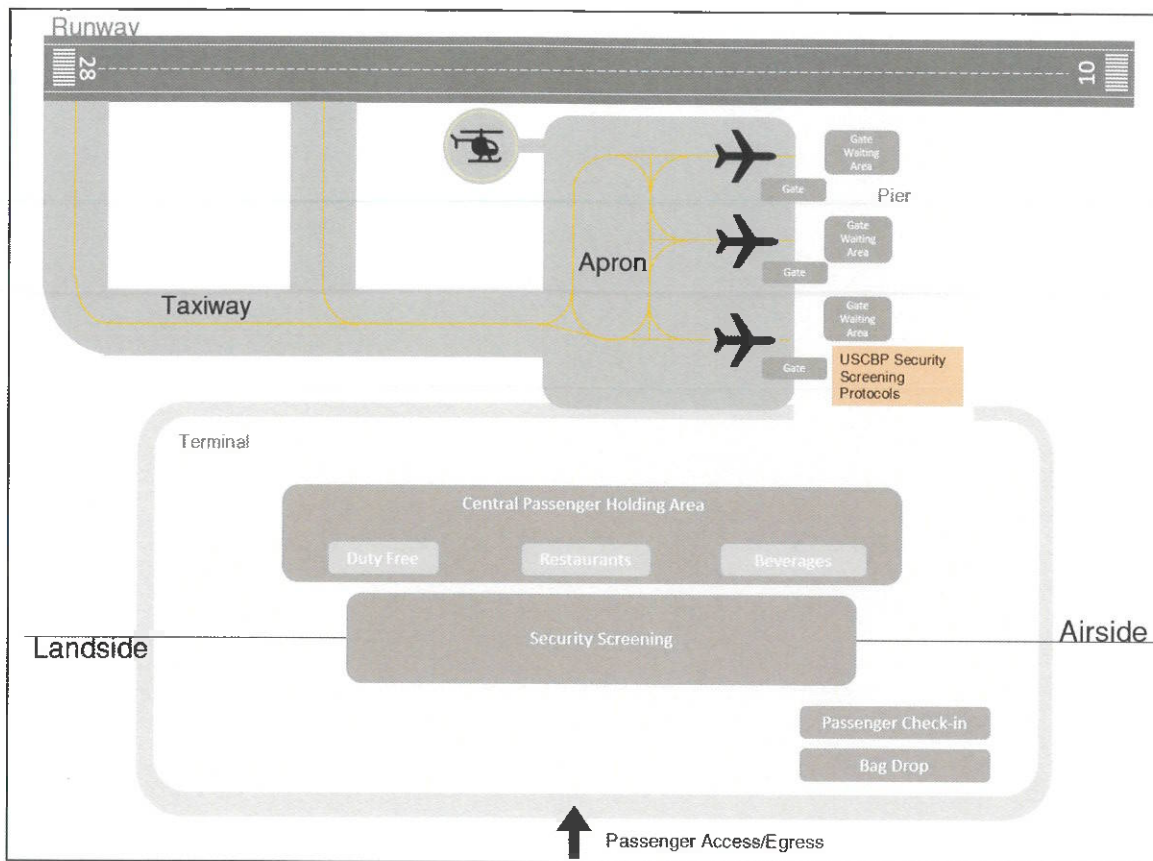 Runway
28
10
Gate
Waiting
Area
Gate
Pier
Gate
Waiting
Area
Apron
Gate
Taxiway
Gate
Waiting
Area
Gate
USCBP Security
Screening
Protocols
Terminal
Central Passenger Holding Area
Duty Free
Restaurants
Beverages
Security Screening
Landside
Airside
Passenger Check-in
Bag Drop
Passenger Access/Egress